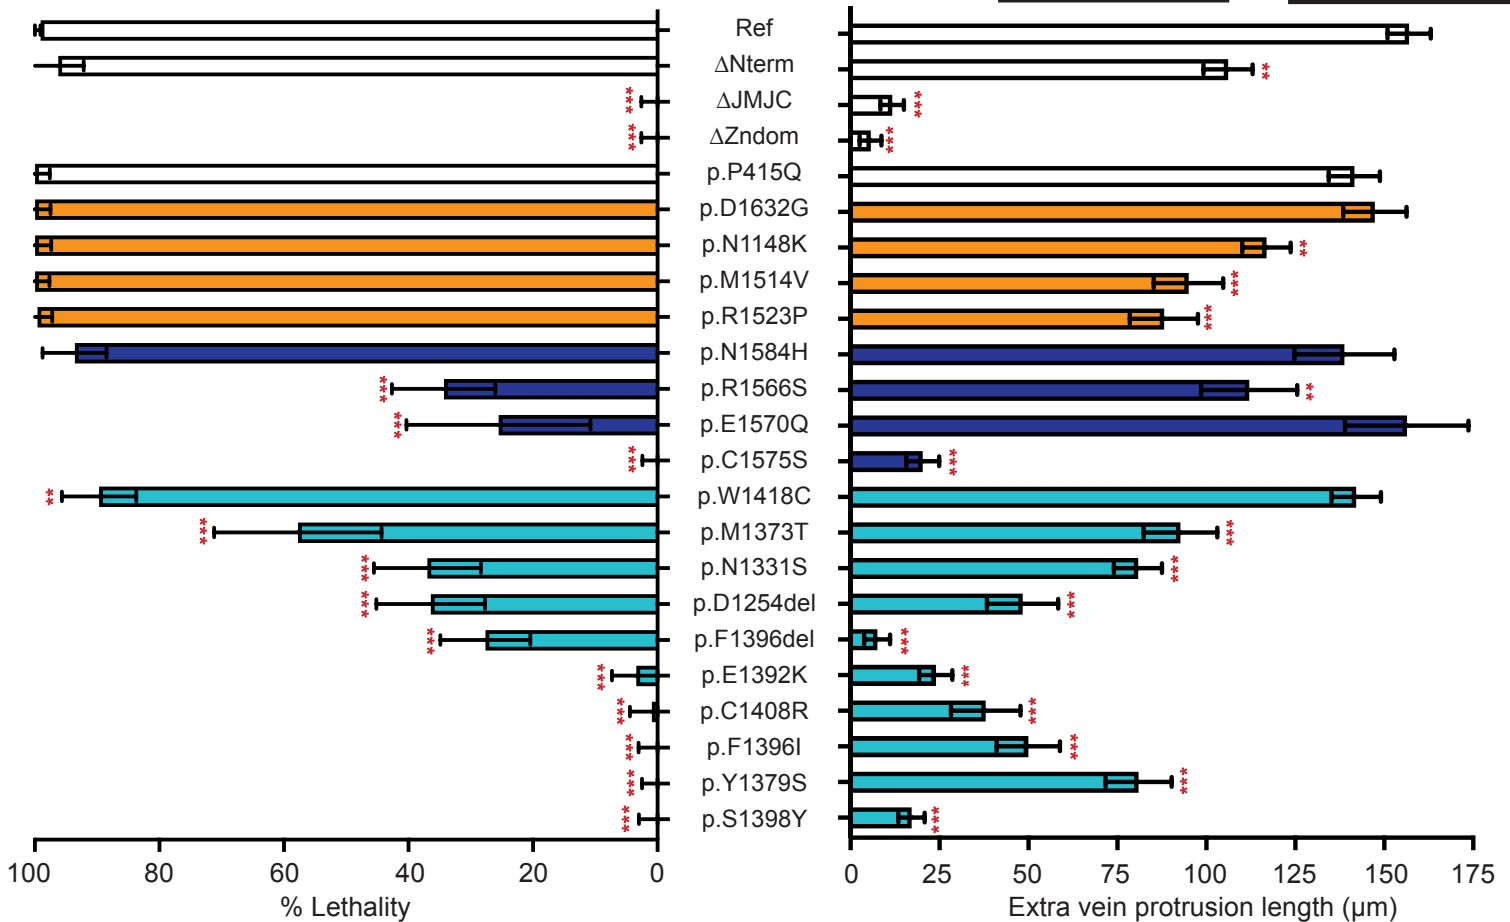 Ref
**
ΔNterm
***
ΔJMJC
***
***
ΔZndom
***
p.P415Q
p.D1632G
p.N1148K
**
p.M1514V
***
p.R1523P
***
p.N1584H
***
p.R1566S
**
***
p.E1570Q
***
p.C1575S
***
**
p.W1418C
***
p.M1373T
***
***
p.N1331S
***
***
p.D1254del
***
***
p.F1396del
***
***
p.E1392K
***
***
p.C1408R
***
***
p.F1396I
***
***
p.Y1379S
***
***
p.S1398Y
***
100 80 60 40 20 0
0 25 50 75 100 125 150 175
% Lethality
Extra vein protrusion length (µm)